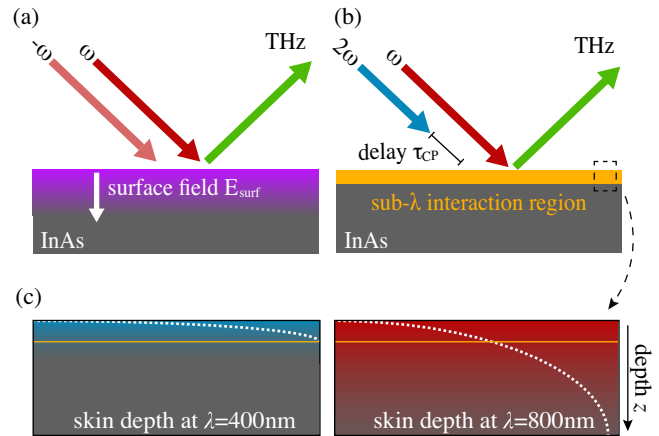 (a)
-ω
ω
THz
surface field E_surf
InAs
(b)
2ω
ω
THz
delay τ_CP
sub-λ interaction region
InAs
(c)
skin depth at λ=400nm
skin depth at λ=800nm
depth z